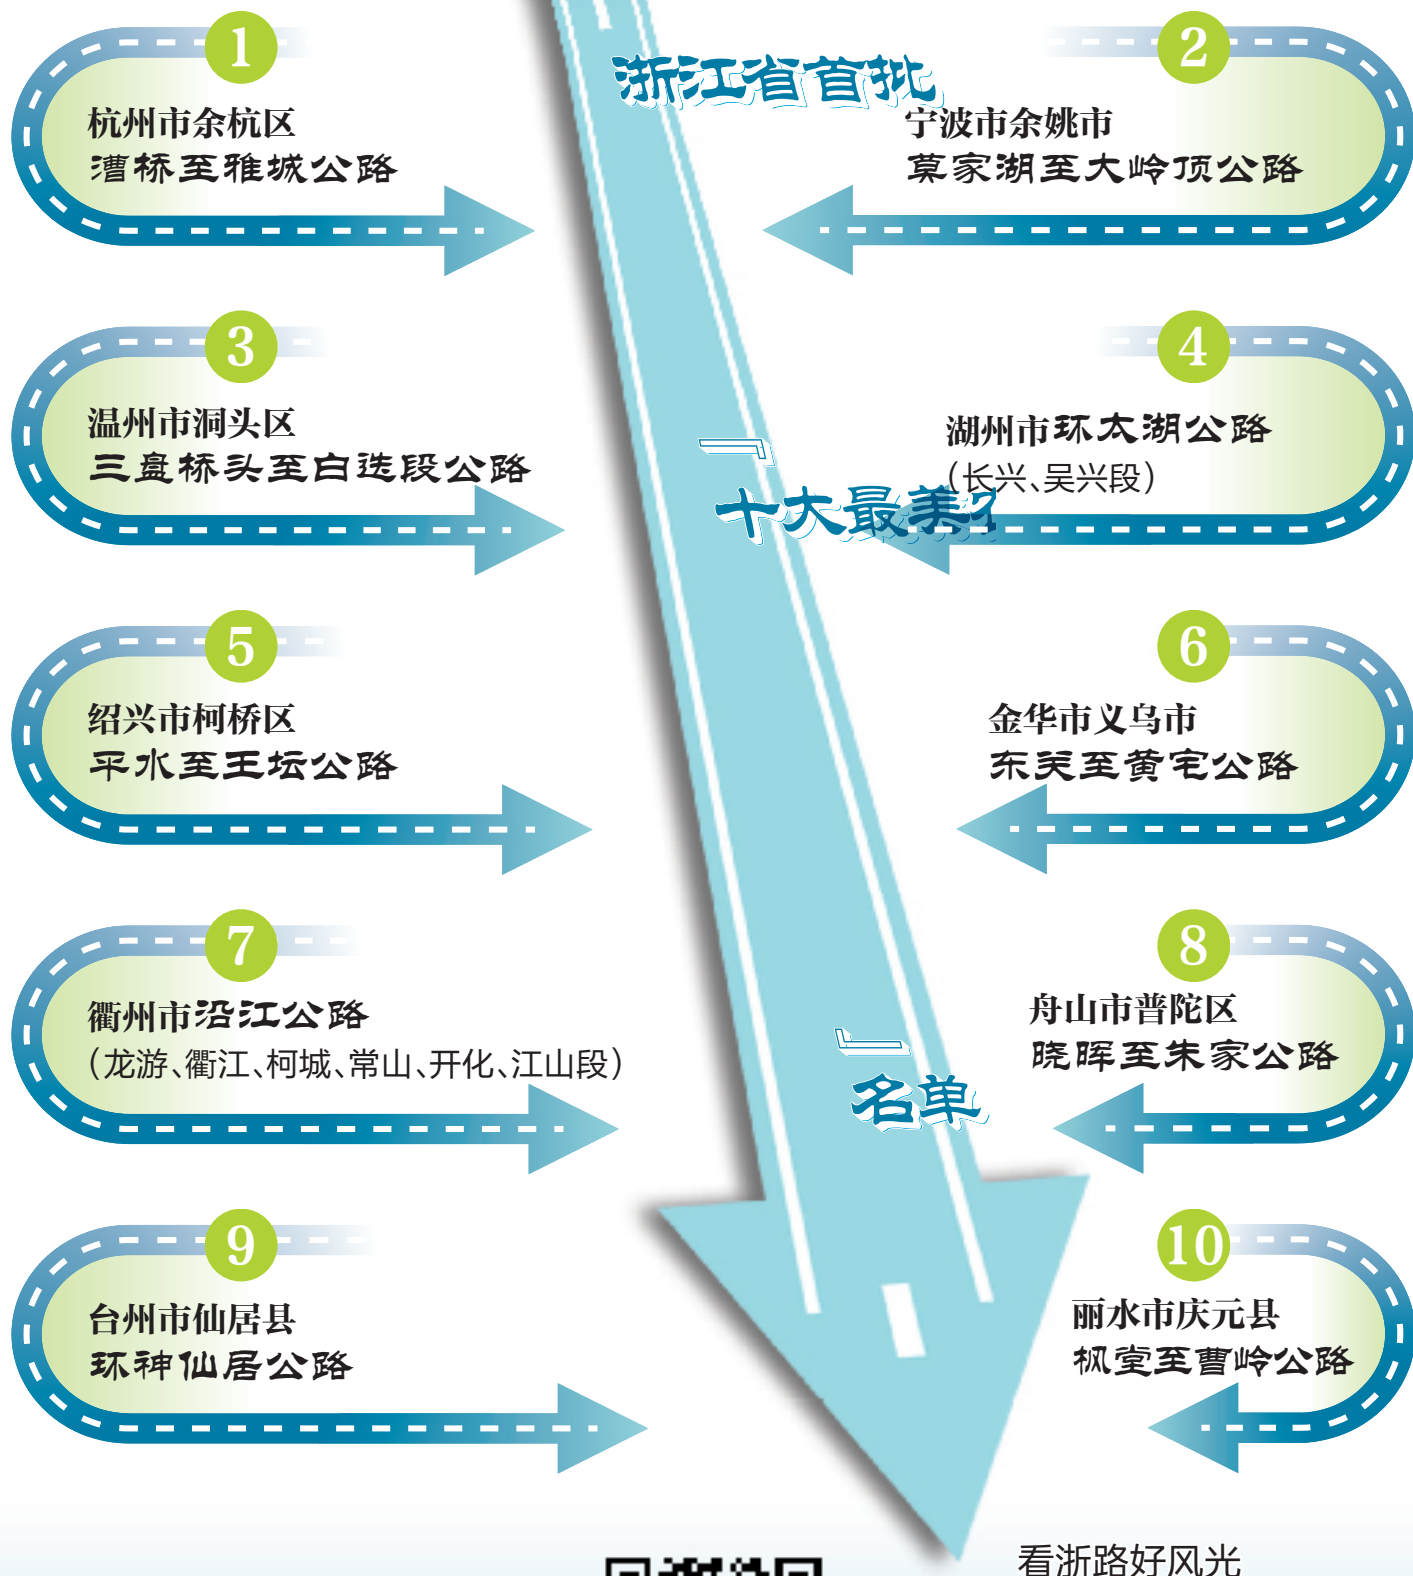 浙江省首批
『十大最美
』
名单
1
杭州市余杭区
漕桥至雅城公路
2
宁波市余姚市
莫家湖至大岭顶公路
3
温州市洞头区
三盘桥头至白迭段公路
4
湖州市环太湖公路
(长兴、吴兴段)
5
绍兴市柯桥区
平水至王坛公路
6
金华市义乌市
东关至黄宅公路
7
衢州市沿江公路
(龙游、衢江、柯城、常山、开化、江山段)
8
舟山市普陀区
晓晖至朱家公路
9
台州市仙居县
环神仙居公路
10
丽水市庆元县
枫堂至曹岭公路
看浙路好风光